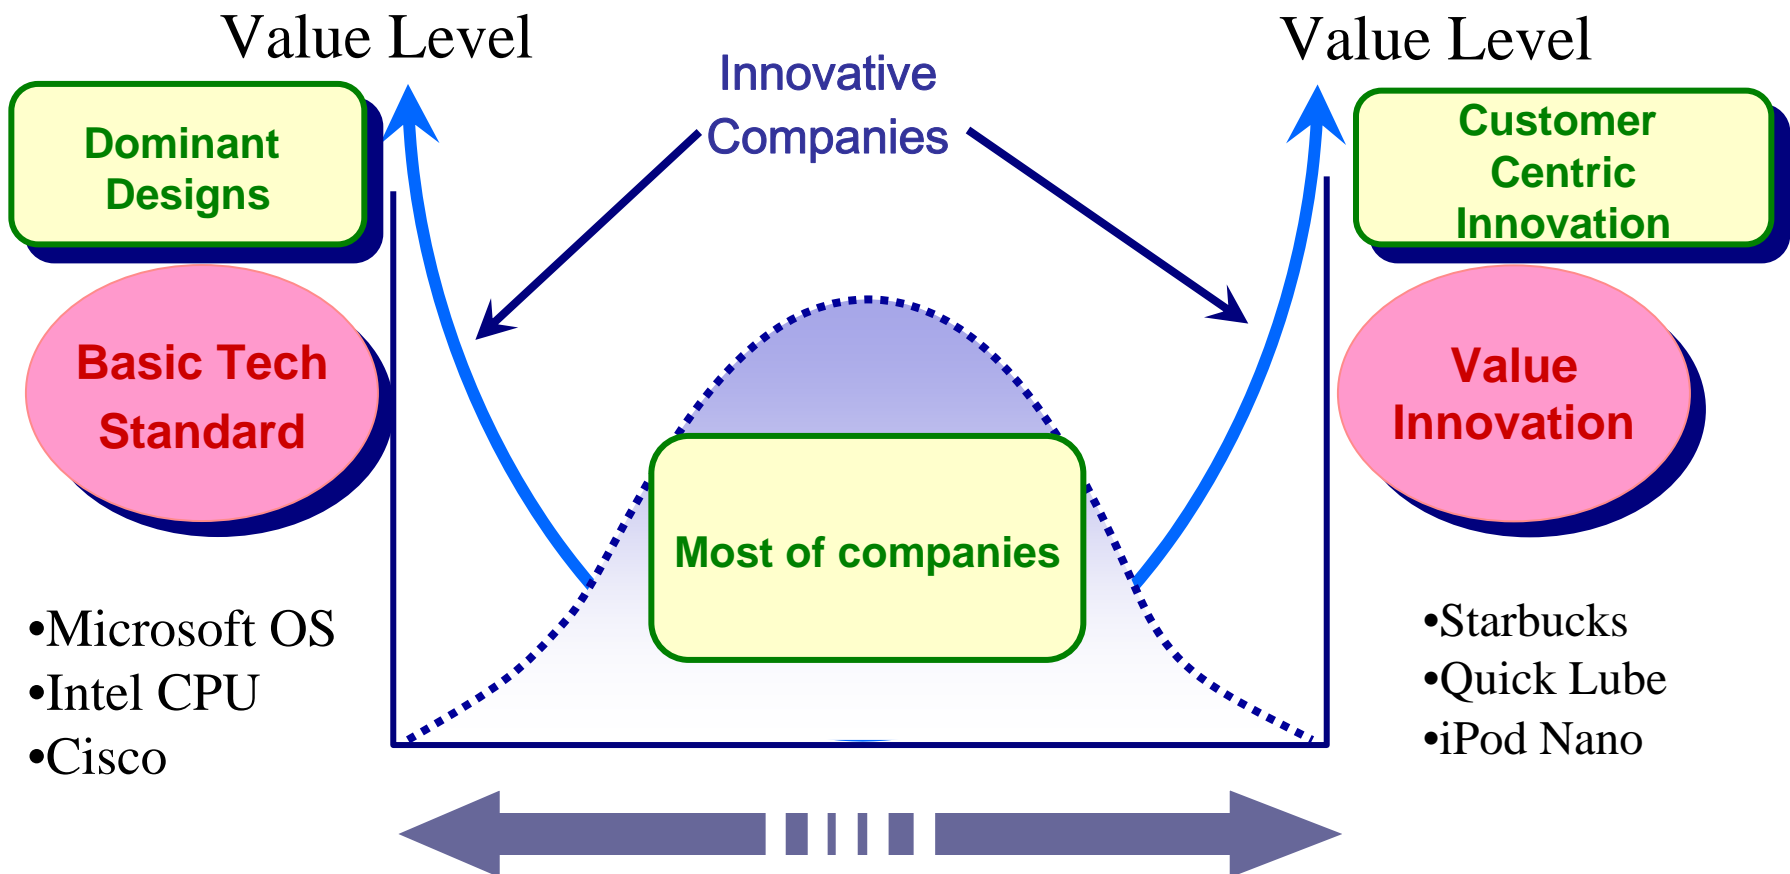 Value Level
Value Level
Innovative
Companies
Dominant
Designs
Customer
Centric
Innovation
Basic Tech
Standard
Value
Innovation
Most of companies
•Microsoft OS
•Intel CPU
•Cisco
•Starbucks
•Quick Lube
•iPod Nano